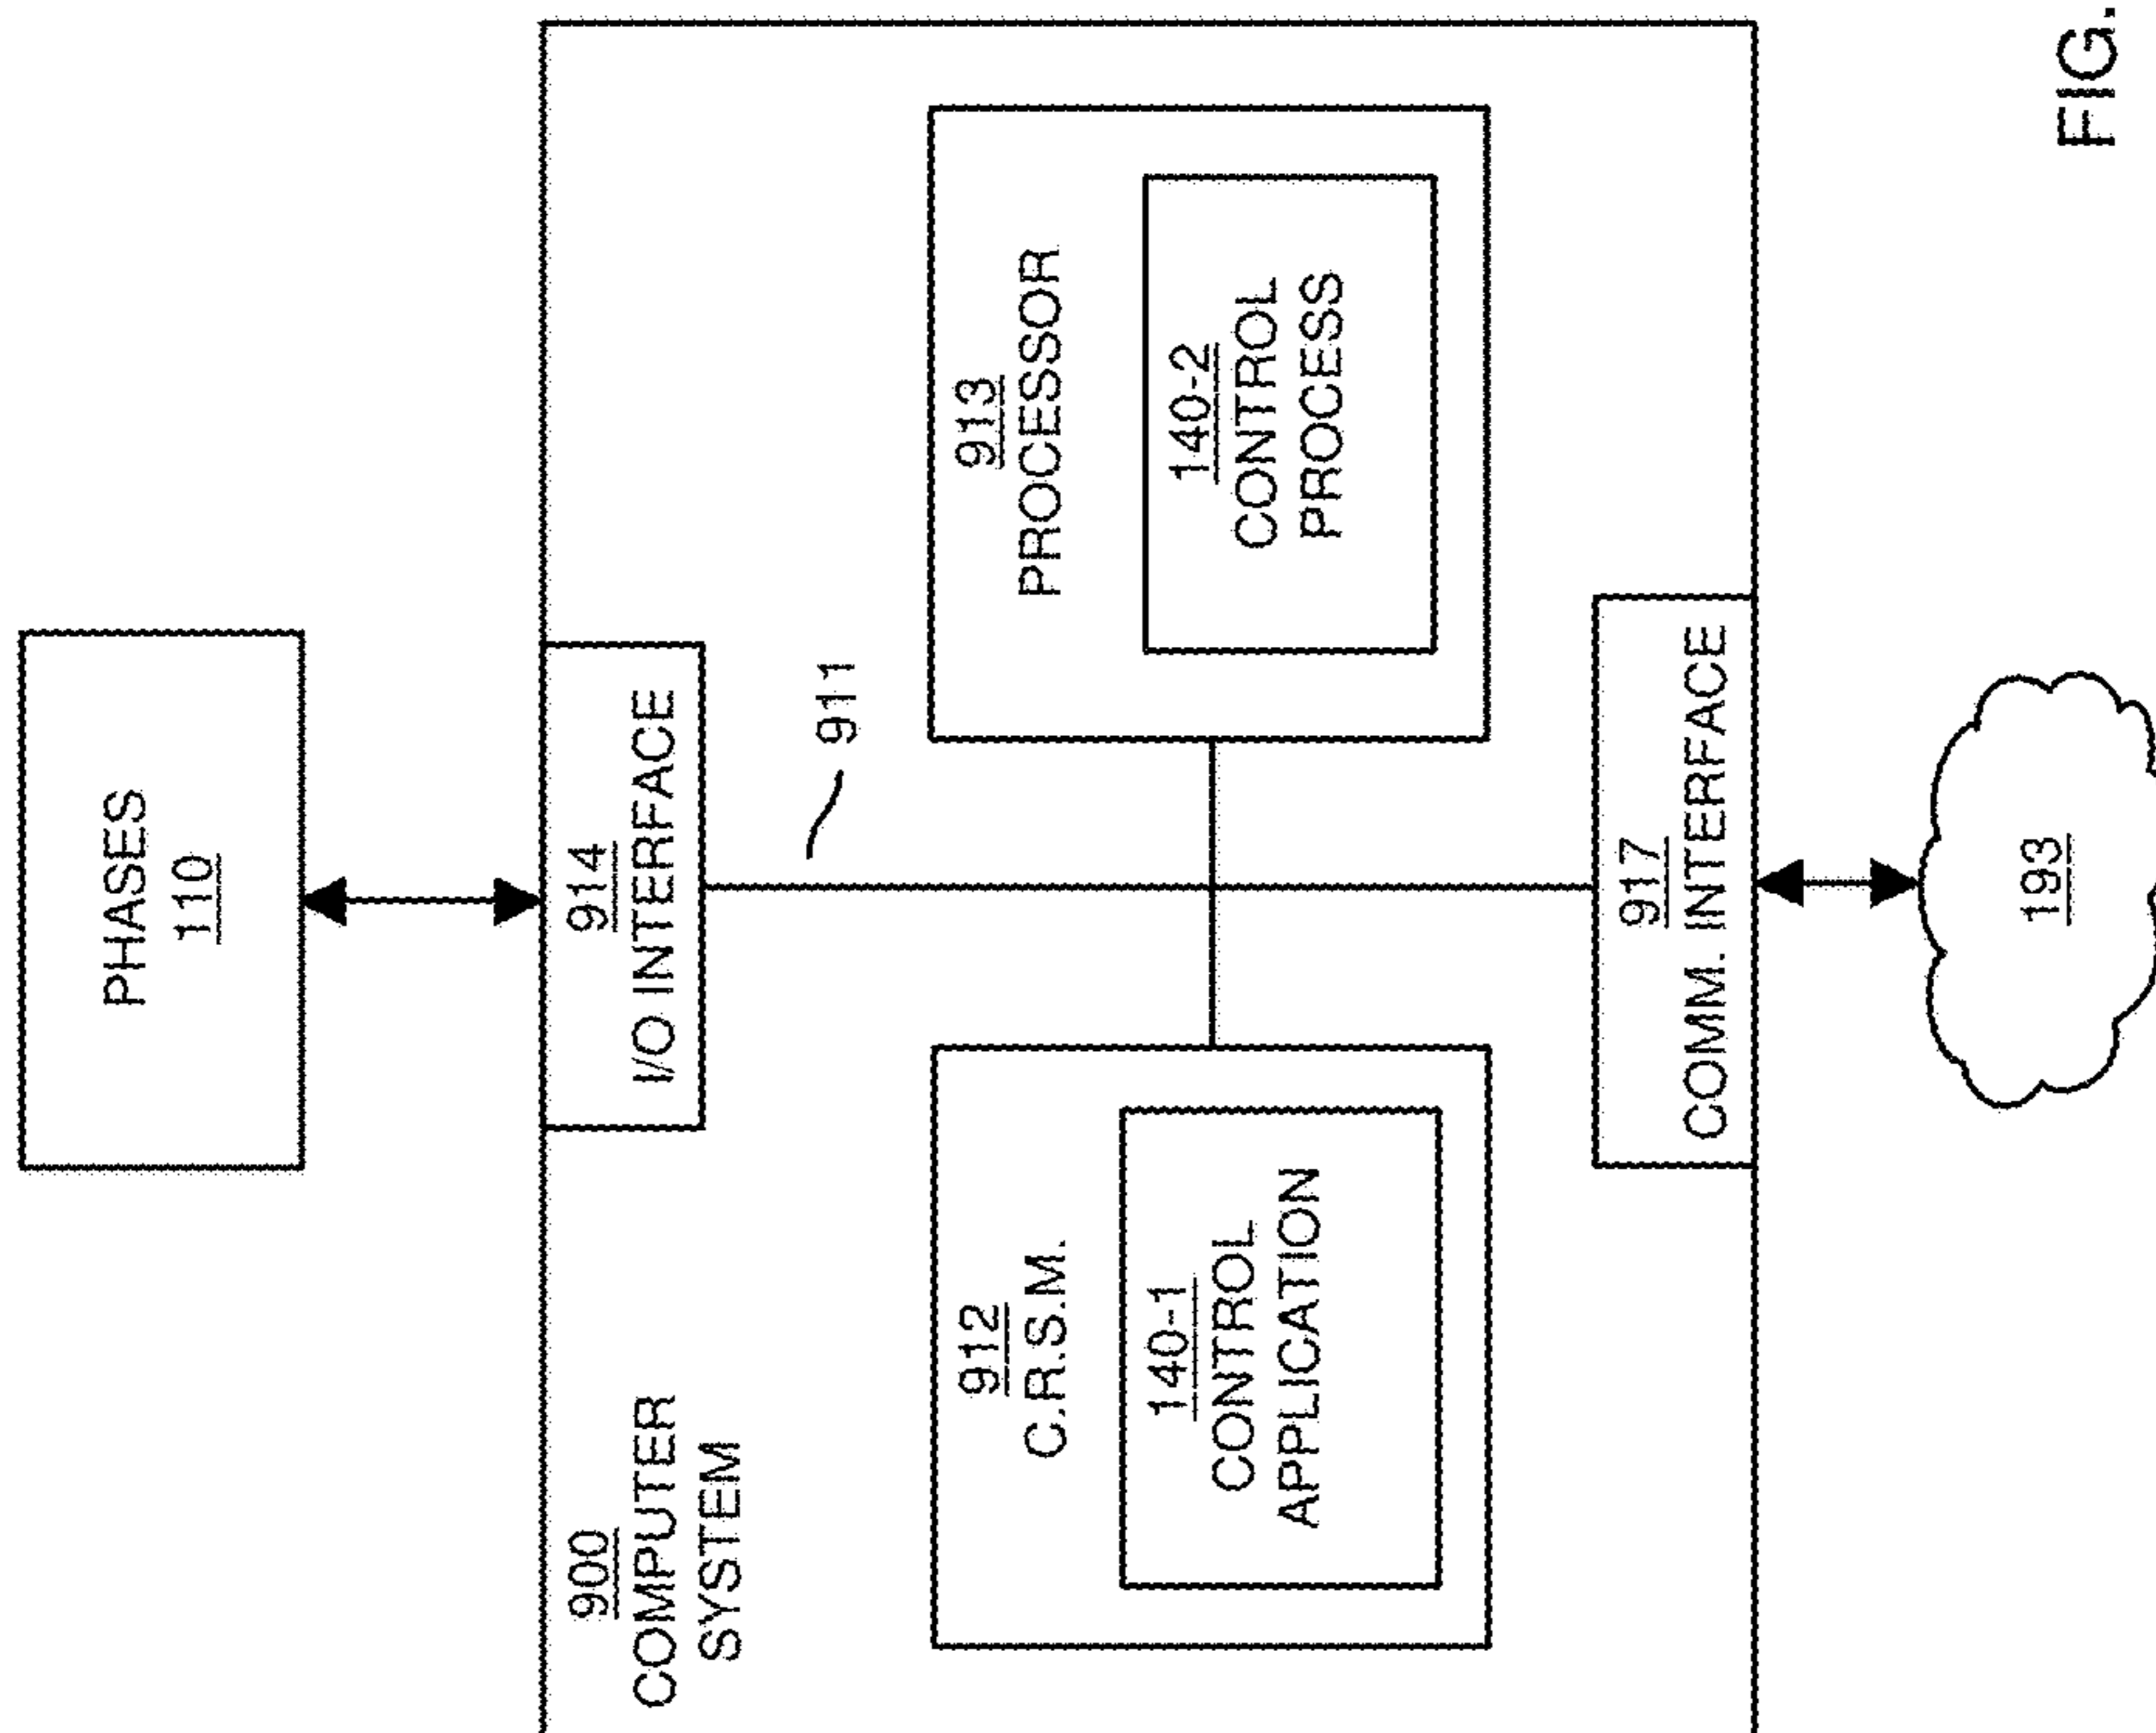 PHASES
110
900
COMPUTER
SYSTEM
914
I/O INTERFACE
911
912
C.R.S.M.
140-1
CONTROL
APPLICATION
913
PROCESSOR
140-2
CONTROL
PROCESS
917
COMM. INTERFACE
193
FIG.